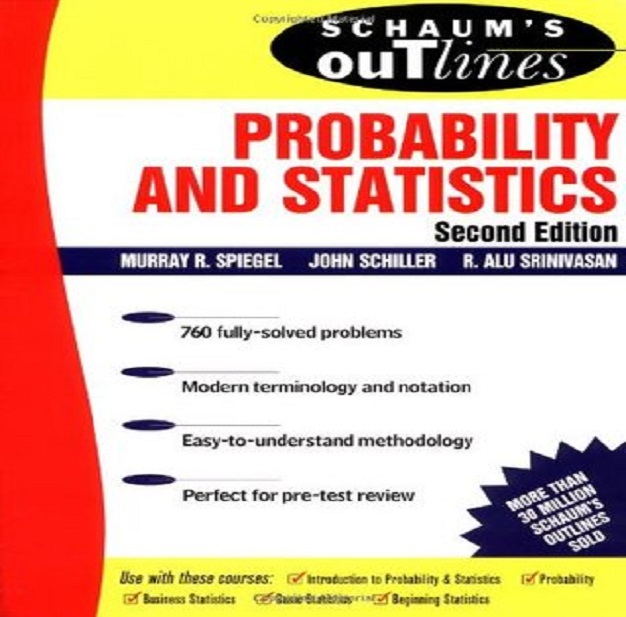 SCHAUM'S
ouTlines
PROBABILITY
AND STATISTICS
Second Edition
MURRAY R. SPIEGEL JOHN SCHILLER R. ALU SRINIVASAN
760 fully-solved problems
Modern terminology and notation
Easy-to-understand methodology
Perfect for pre-test review
MORE THAN
30 MILLION
SCHAUM'S
OUTLINES
SOLD
Use with these courses: Introduction to Probability & Statistics Probability
Business Statistics Basic Statistics Beginning Statistics